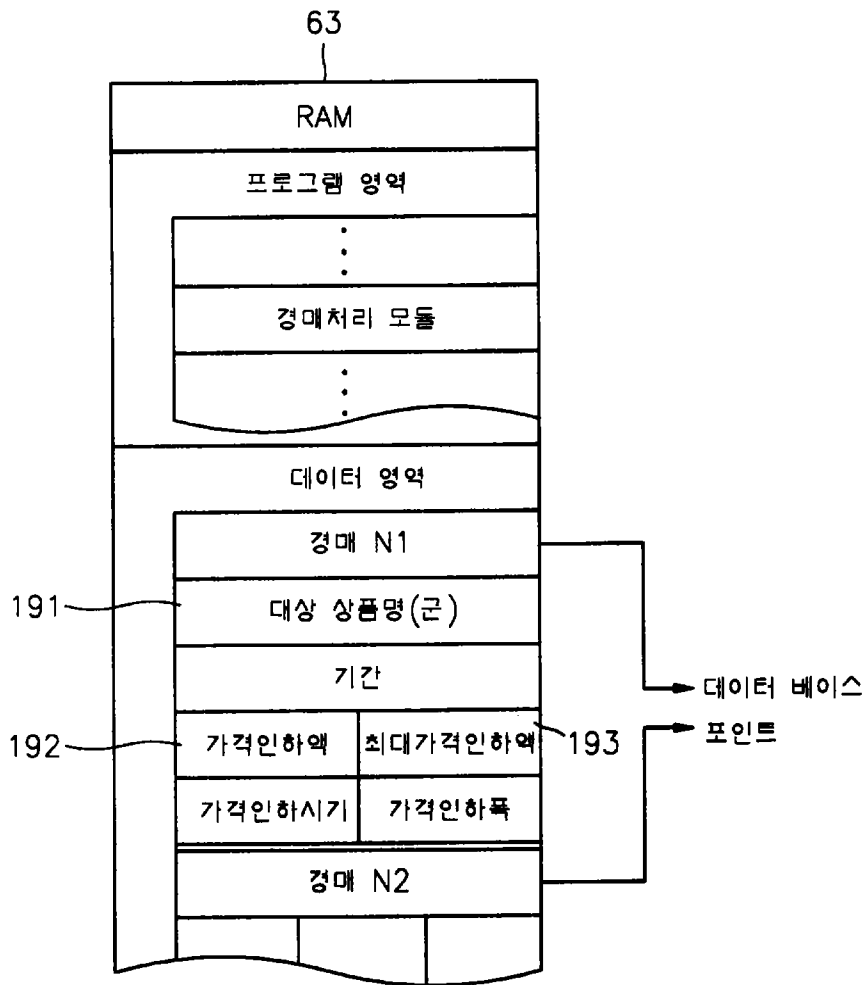 63
RAM
프로그램 영역
경매처리 모듈
데이터 영역
경매 N1
191
대상 상품명(군)
기간
데이터 베이스
192
가격인하액
최대가격인하액
193
포인트
가격인하시기
가격인하폭
경매 N2